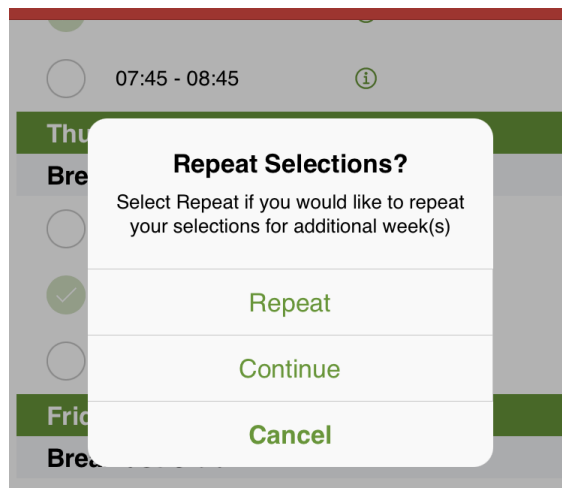 07:45 - 08:45
Thu
Bre
Repeat Selections?
Select Repeat if you would like to repeat
your selections for additional week(s)
Repeat
Continue
Cancel
Frid
Brea